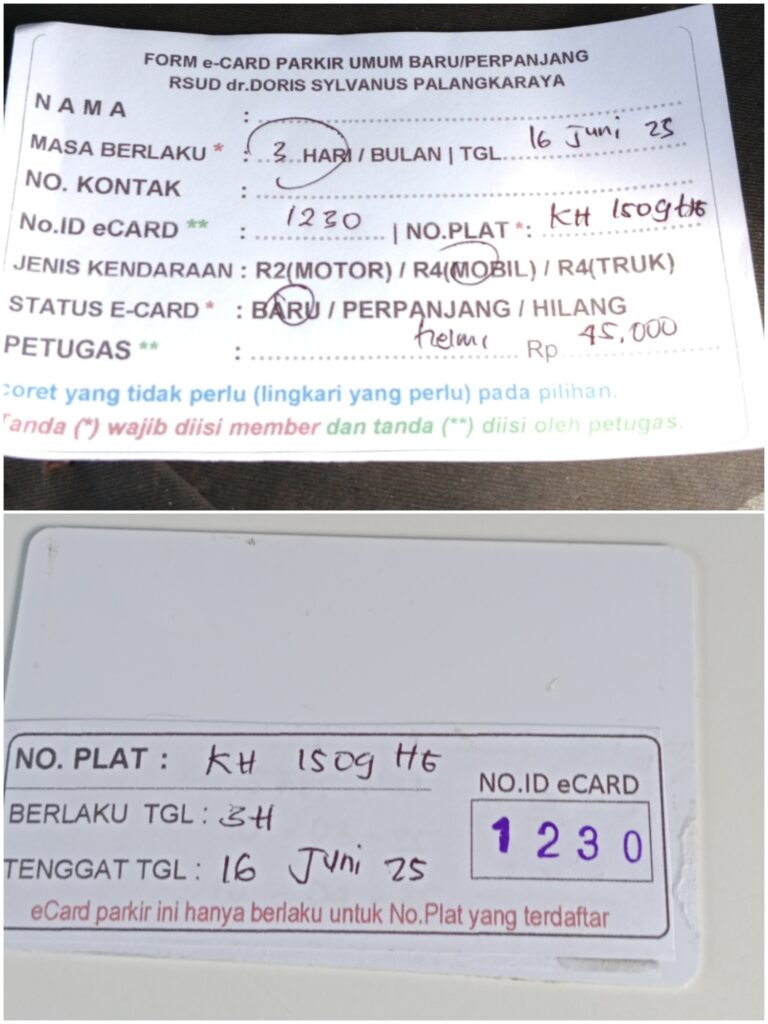 FORM e-CARD PARKIR UMUM BARU/PERPANJANG
RSUD dr.DORIS SYLVANUS PALANGKARAYA
NAMA :
MASA BERLAKU * : 3 HARI / BULAN | TGL. 16 Juni 25
NO. KONTAK :
No.ID eCARD ** : 1230 | NO.PLAT *: KH 1509 HE
JENIS KENDARAAN : R2(MOTOR) / R4(MOBIL) / R4(TRUK)
STATUS E-CARD * : BARU / PERPANJANG / HILANG
PETUGAS ** : helmi Rp 45.000
coret yang tidak perlu (lingkari yang perlu) pada pilihan.
Tanda (*) wajib diisi member dan tanda (**) diisi oleh petugas.
NO. PLAT : KH 1509 HE
NO.ID eCARD
1230
BERLAKU TGL : 3H
TENGGAT TGL : 16 Juni 25
eCard parkir ini hanya berlaku untuk No.Plat yang terdaftar